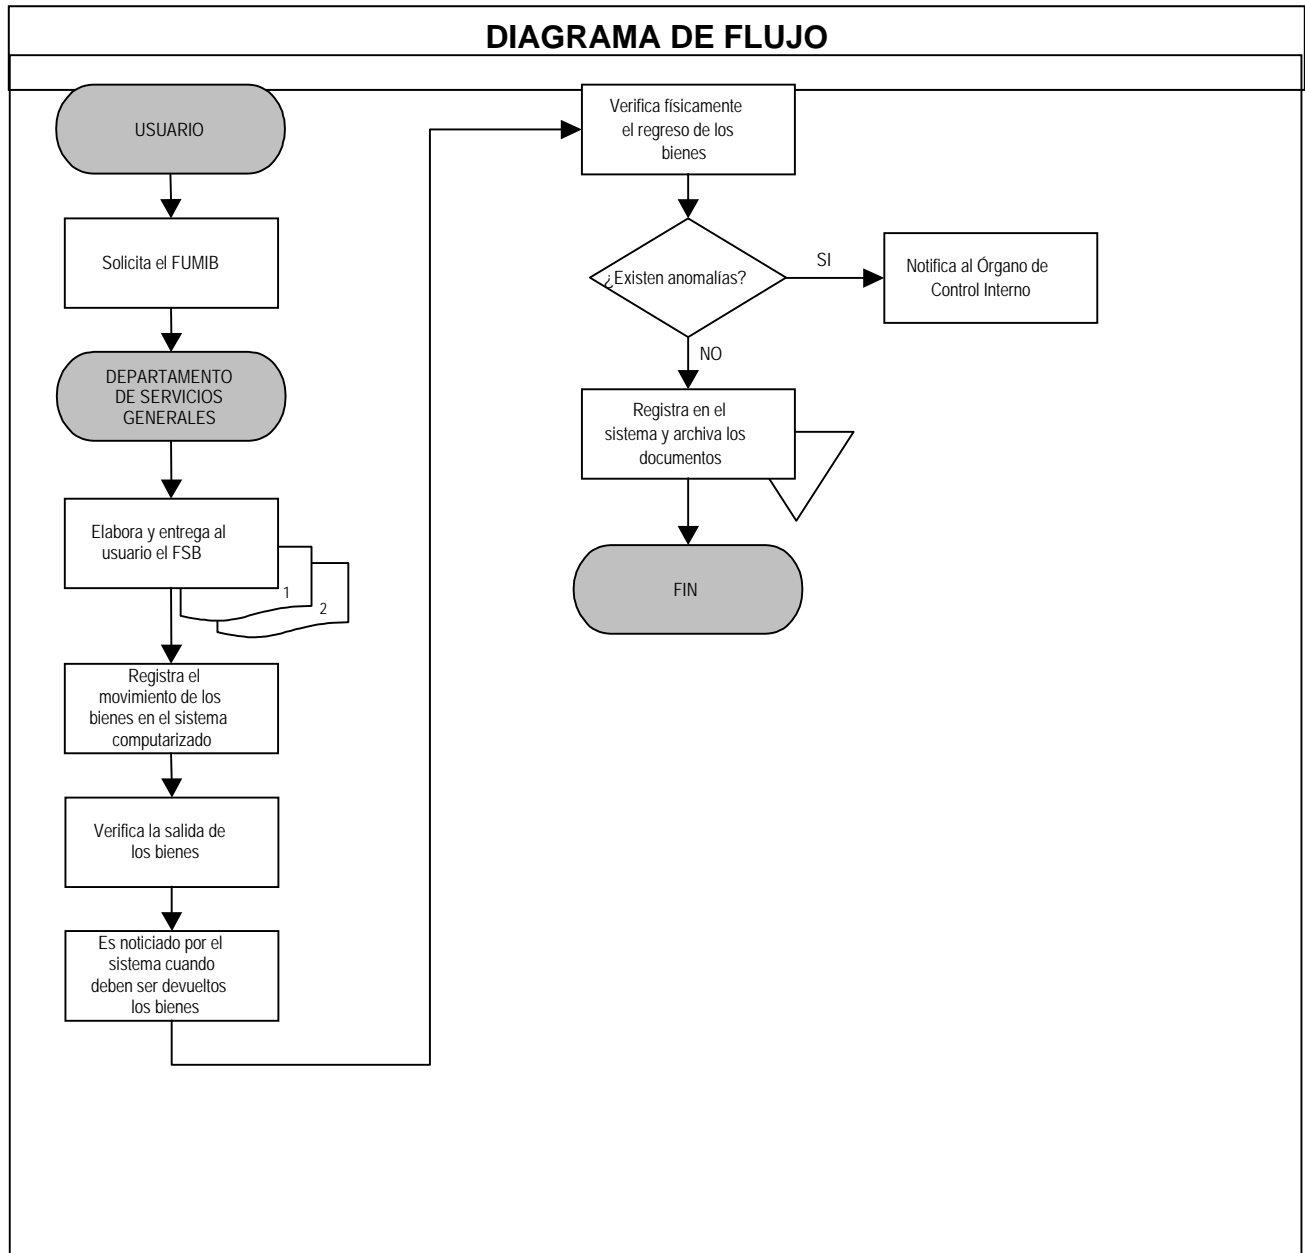 DIAGRAMA DE FLUJO
USUARIO
Solicita el FUMIB
DEPARTAMENTO
DE SERVICIOS
GENERALES
Elabora y entrega al
usuario el FSB
1
2
Registra el
movimiento de los
bienes en el sistema
computarizado
Verifica la salida de
los bienes
Es noticiado por el
sistema cuando
deben ser devueltos
los bienes
Verifica físicamente
el regreso de los
bienes
¿Existen anomalías?
SI
Notifica al Órgano de
Control Interno
NO
Registra en el
sistema y archiva los
documentos
FIN